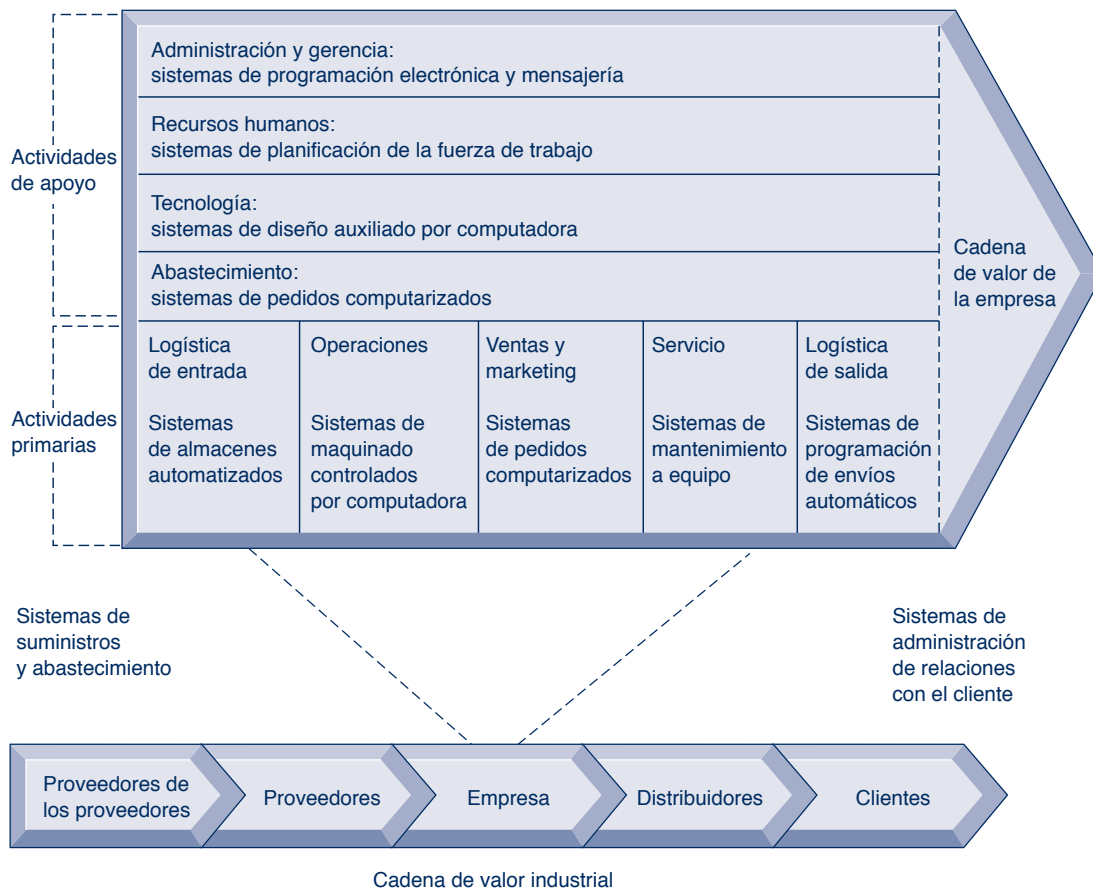 Administración y gerencia:
sistemas de programación electrónica y mensajería
Recursos humanos:
sistemas de planificación de la fuerza de trabajo
Actividades
de apoyo
Tecnología:
sistemas de diseño auxiliado por computadora
Abastecimiento:
sistemas de pedidos computarizados
Cadena
de valor de
la empresa
Actividades
primarias
Logística
de entrada
Sistemas
de almacenes
automatizados
Operaciones
Sistemas de
maquinado
controlados
por computadora
Ventas y
marketing
Sistemas
de pedidos
computarizados
Servicio
Sistemas de
mantenimiento
a equipo
Logística
de salida
Sistemas de
programación
de envíos
automáticos
Sistemas de
suministros
y abastecimiento
Sistemas de
administración
de relaciones
con el cliente
Proveedores de
los proveedores
Proveedores
Empresa
Distribuidores
Clientes
Cadena de valor industrial